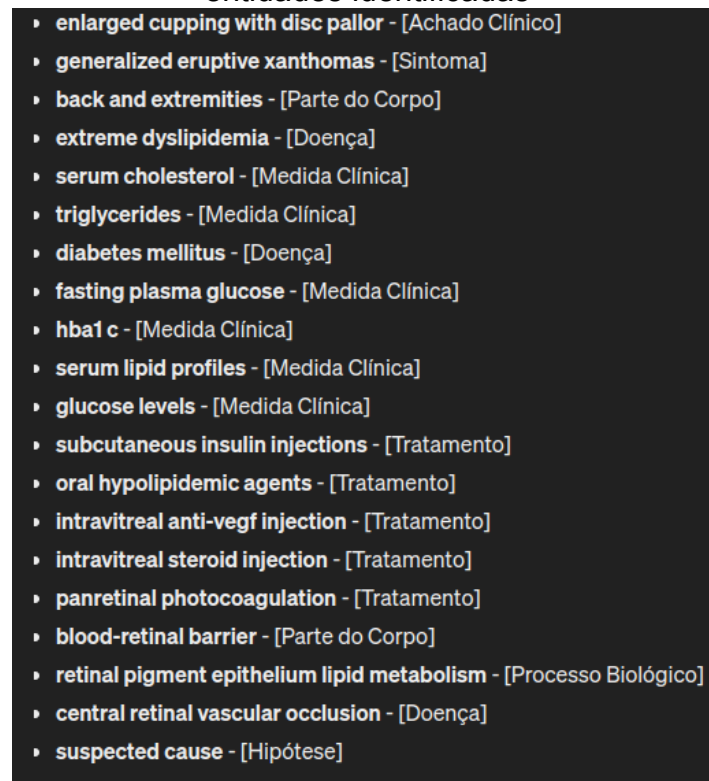 entidades identificadas
• enlarged cupping with disc pallor - [Achado Clínico]
• generalized eruptive xanthomas - [Sintoma]
• back and extremities - [Parte do Corpo]
• extreme dyslipidemia - [Doença]
• serum cholesterol - [Medida Clínica]
• triglycerides - [Medida Clínica]
• diabetes mellitus - [Doença]
• fasting plasma glucose - [Medida Clínica]
• hba1 c - [Medida Clínica]
• serum lipid profiles - [Medida Clínica]
• glucose levels - [Medida Clínica]
• subcutaneous insulin injections - [Tratamento]
• oral hypolipidemic agents - [Tratamento]
• intravitreal anti-vegf injection - [Tratamento]
• intravitreal steroid injection - [Tratamento]
• panretinal photocoagulation - [Tratamento]
• blood-retinal barrier - [Parte do Corpo]
• retinal pigment epithelium lipid metabolism - [Processo Biológico]
• central retinal vascular occlusion - [Doença]
• suspected cause - [Hipótese]